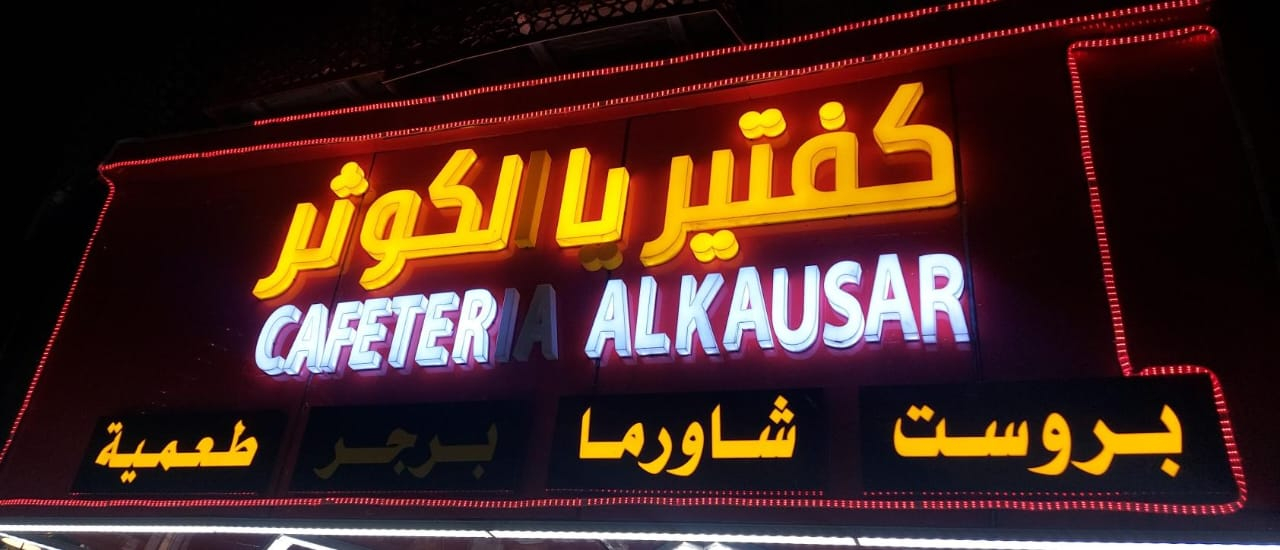 كفتيريا الكوثر
CAFETERIA ALKAUSAR
بروست شاورما برجر طعمية